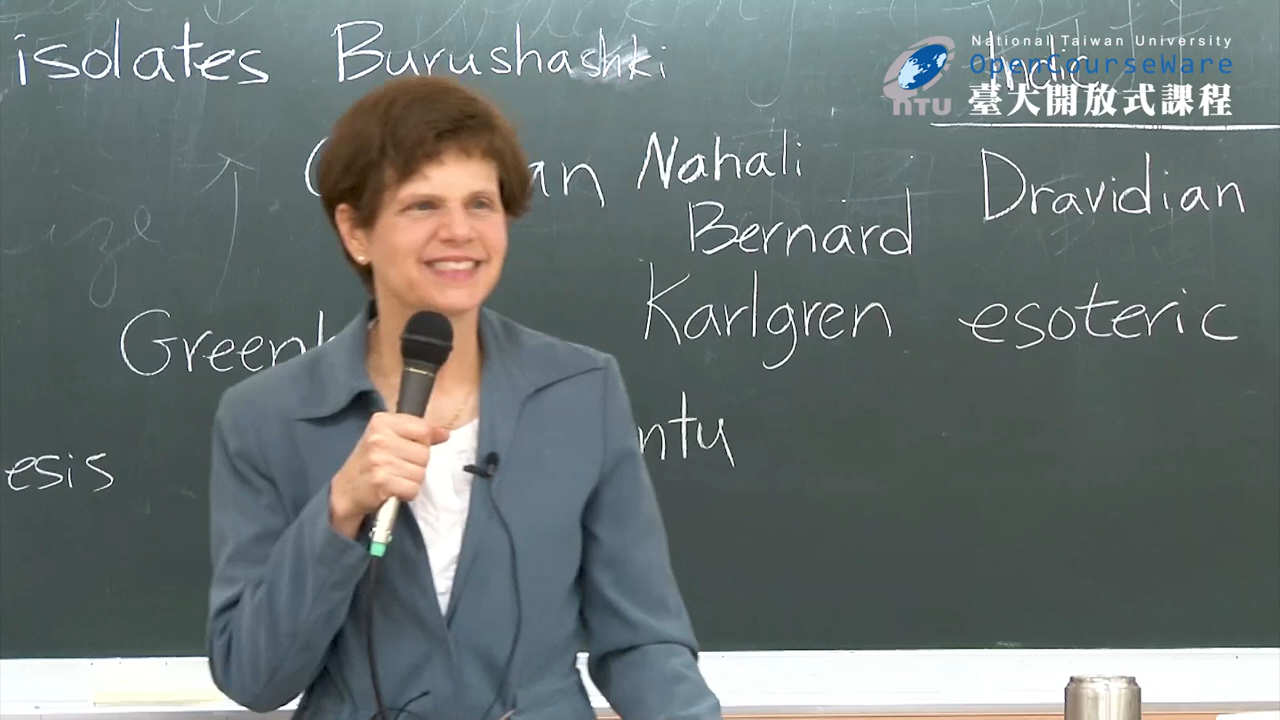 isolates Burushashki
National Taiwan University
OpenCourseWare
NTU
臺大開放式課程
Nahali
Dravidian
Bernard
Karlgren
esoteric